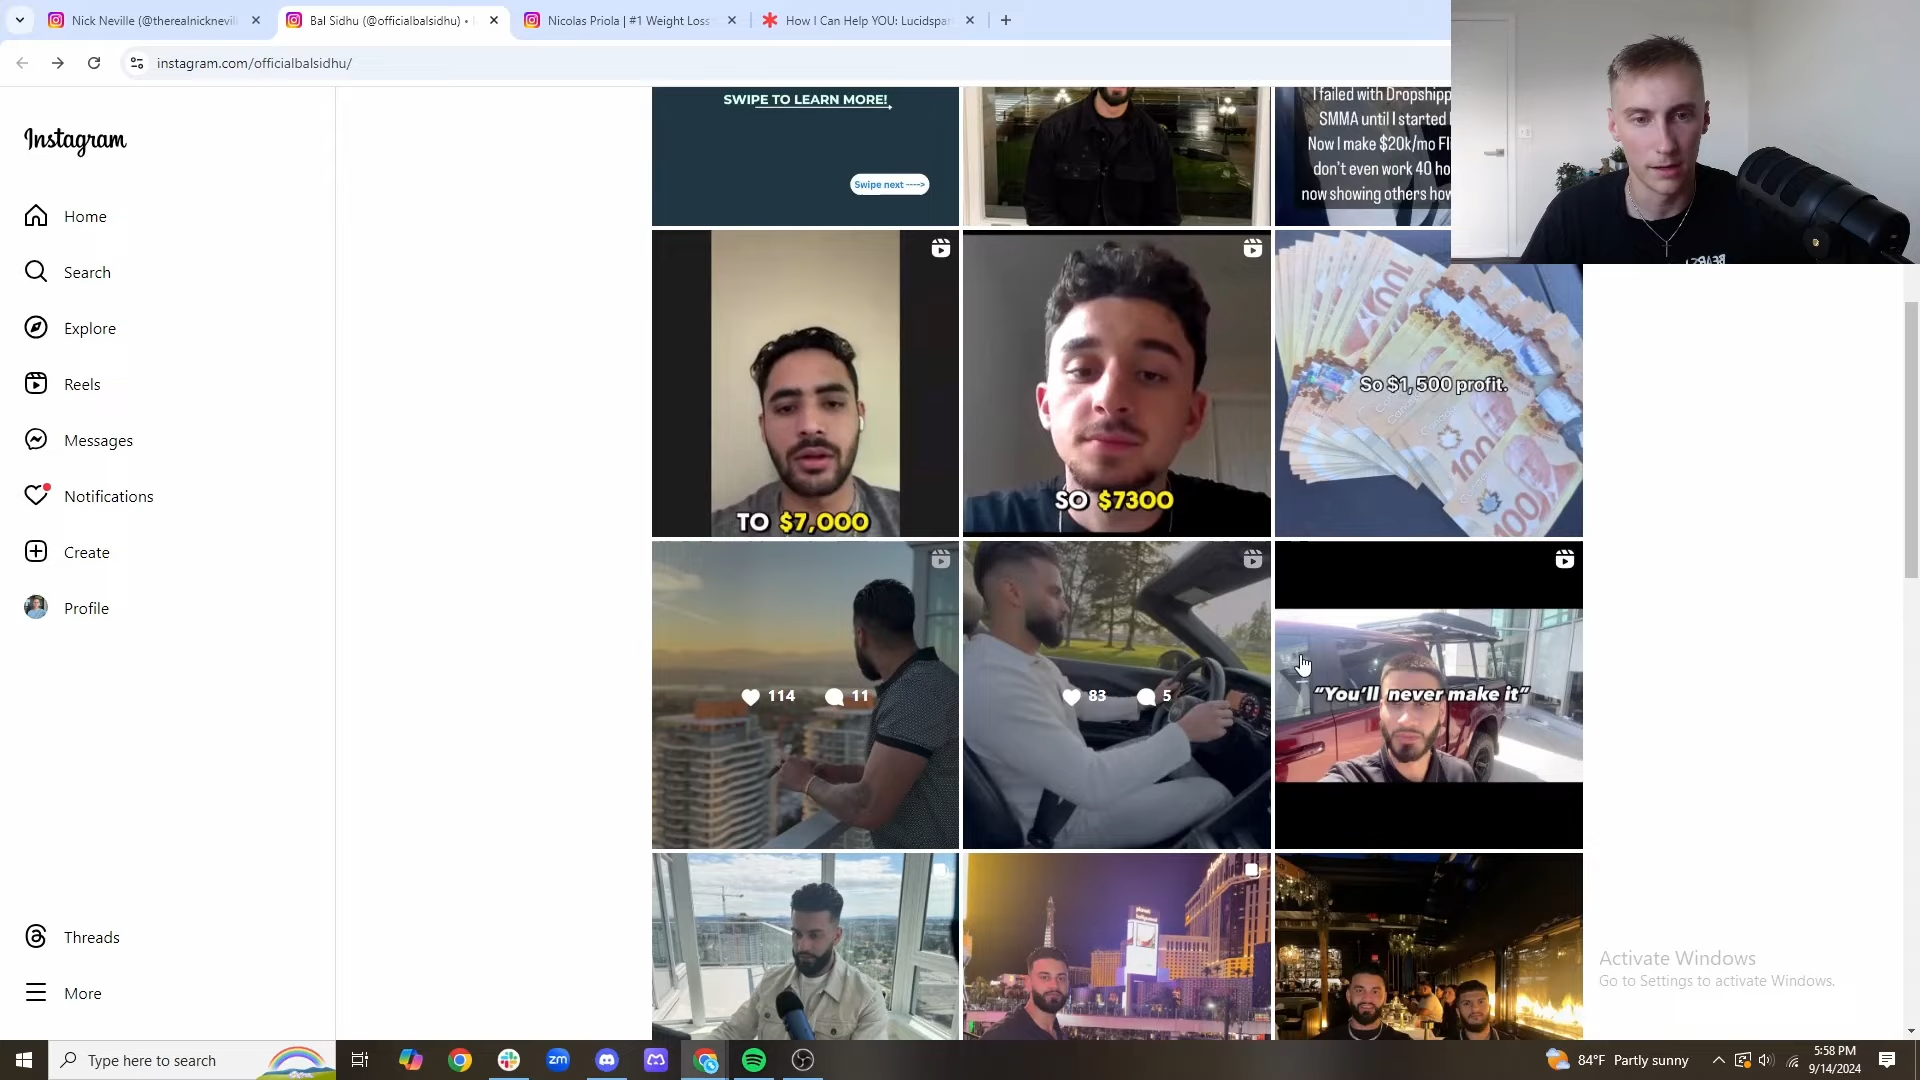 Nick Neville (@therealnicknevill
Bal Sidhu (@officialbalsidhu) •
Nicolas Priola | #1 Weight Loss
How I Can Help YOU: Lucidspar
instagram.com/officialbalsidhu/
Instagram
Home
Search
Explore
Reels
Messages
Notifications
Create
Profile
Threads
More
SWIPE TO LEARN MORE!
Swipe next ---->
I failed with Dropshipp
SMMA until I started
Now I make $20k/mo Fli
don't even work 40 ho
now showing others how
TO $7,000
SO $7300
So $1,500 profit.
114
11
83
5
"You'll never make it"
Activate Windows
Go to Settings to activate Windows.
Type here to search
zm
84°F Partly sunny
5:58 PM
9/14/2024